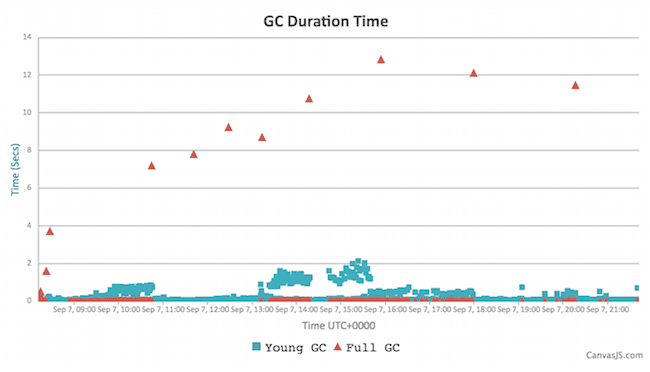 GC Duration Time
14
12
10
8
6
4
2
0
Time (Secs)
Sep 7, 09:00 Sep 7, 10:00 Sep 7, 11:00 Sep 7, 12:00 Sep 7, 13:00 Sep 7, 14:00 Sep 7, 15:00 Sep 7, 16:00 Sep 7, 17:00 Sep 7, 18:00 Sep 7, 19:00 Sep 7, 20:00 Sep 7, 21:00
Time UTC+0000
Young GC Full GC
CanvasJS.com